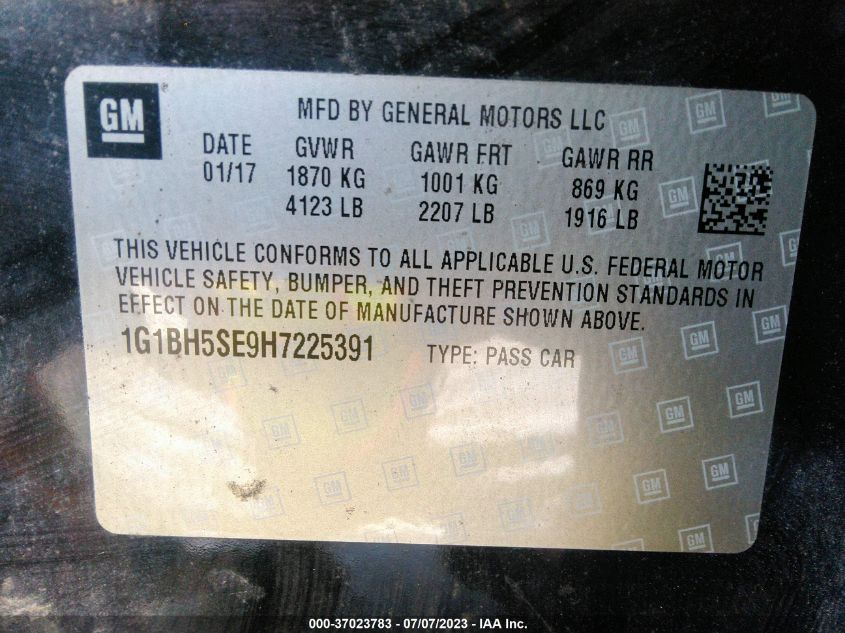 GM
MFD BY GENERAL MOTORS LLC
DATE GVWR GAWR FRT GAWR RR
01/17 1870 KG 1001 KG 869 KG
4123 LB 2207 LB 1916 LB
THIS VEHICLE CONFORMS TO ALL APPLICABLE U.S. FEDERAL MOTOR
VEHICLE SAFETY, BUMPER, AND THEFT PREVENTION STANDARDS IN
EFFECT ON THE DATE OF MANUFACTURE SHOWN ABOVE.
1G1BH5SE9H7225391 TYPE: PASS CAR
000-37023783 - 07/07/2023 - IAA Inc.